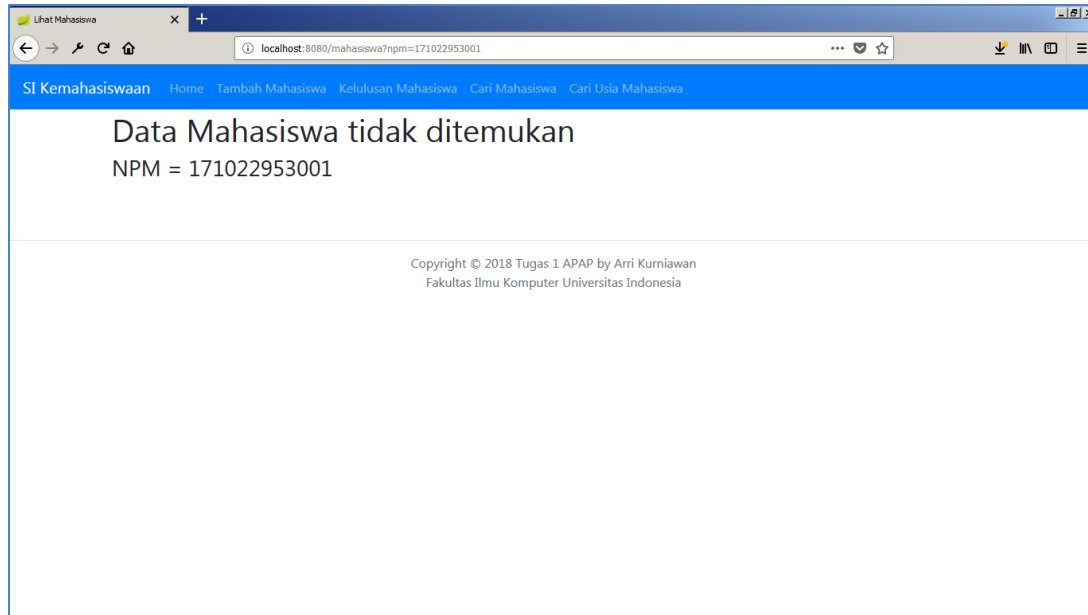 Lihat Mahasiswa
localhost:8080/mahasiswa?npm=171022953001
SI Kemahasiswaan Home Tambah Mahasiswa Kelulusan Mahasiswa Cari Mahasiswa Cari Usia Mahasiswa
Data Mahasiswa tidak ditemukan
NPM = 171022953001
Copyright © 2018 Tugas 1 APAP by Arri Kurniawan
Fakultas Ilmu Komputer Universitas Indonesia